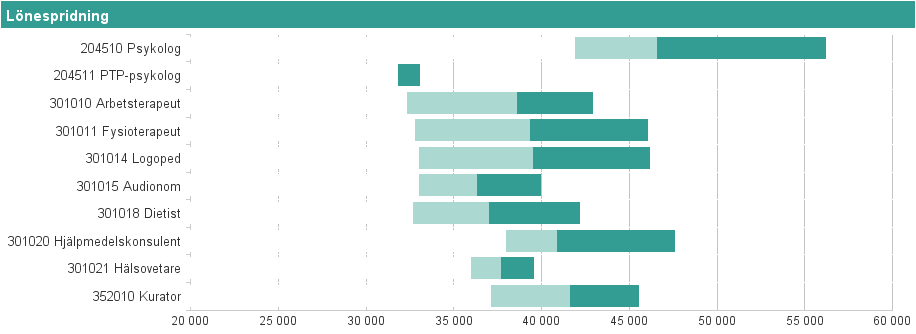 Lönespridning
204510 Psykolog
204511 PTP-psykolog
301010 Arbetsterapeut
301011 Fysioterapeut
301014 Logoped
301015 Audionom
301018 Dietist
301020 Hjälpmedelskonsulent
301021 Hälsovetare
352010 Kurator
20 000 25 000 30 000 35 000 40 000 45 000 50 000 55 000 60 000